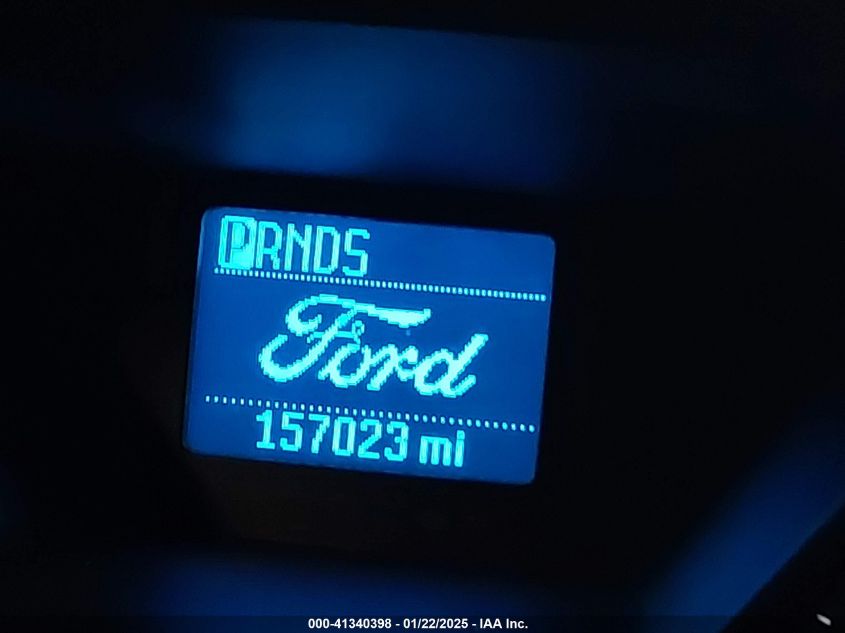 PRNDS
Ford
157023 mi
000-41340398 - 01/22/2025 - IAA Inc.